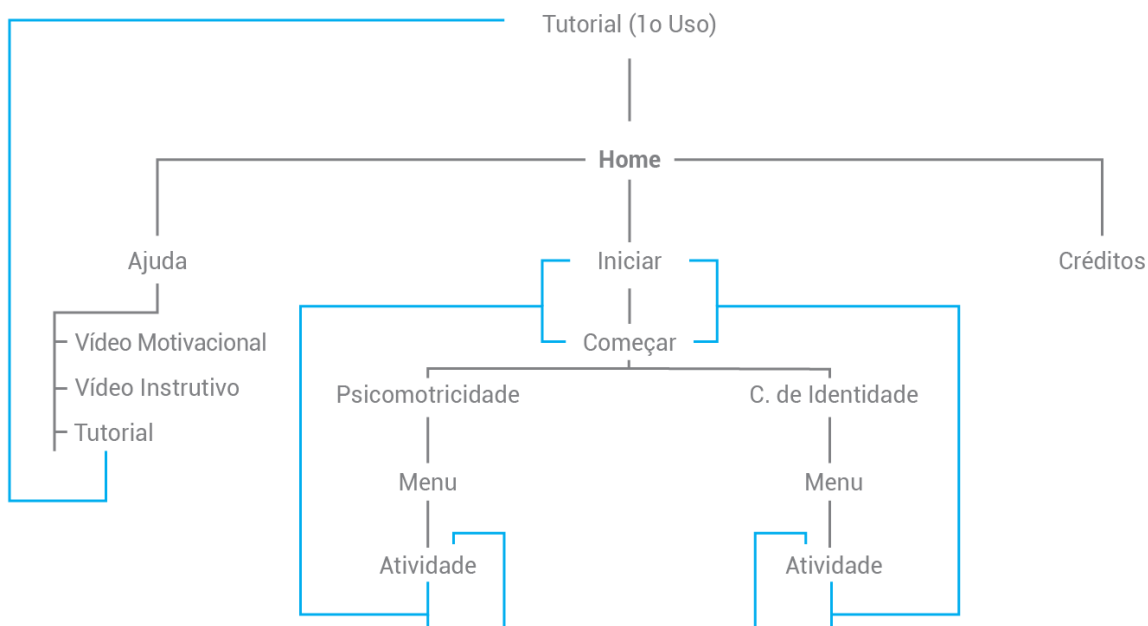 Tutorial (1o Uso)
Home
Ajuda
Iniciar
Créditos
Vídeo Motivacional
Começar
Vídeo Instrutivo
Psicomotricidade
C. de Identidade
Tutorial
Menu
Menu
Atividade
Atividade